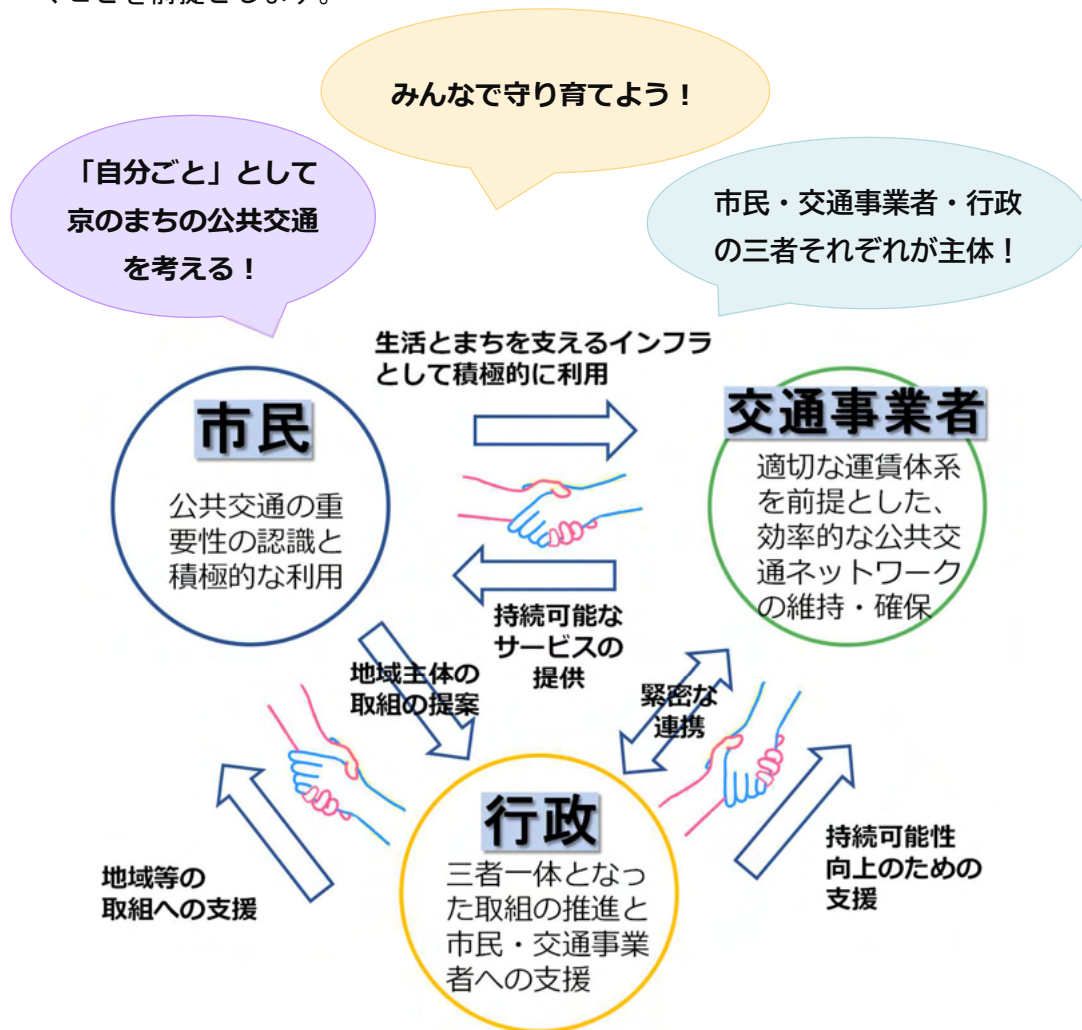 ことを前提とします。
みんなで守り育てよう！
「自分ごと」として
京のまちの公共交通
を考える！
市民・交通事業者・行政
の三者それぞれが主体！
生活とまちを支えるインフラ
として積極的に利用
市民
公共交通の重
要性の認識と
積極的な利用
交通事業者
適切な運賃体系
を前提とした、
効率的な公共交
通ネットワーク
の維持・確保
持続可能な
サービスの
提供
地域主体の
取組の提案
緊密な
連携
行政
三者一体となっ
た取組の推進と
市民・交通事業
者への支援
地域等の
取組への支援
持続可能性
向上のための
支援